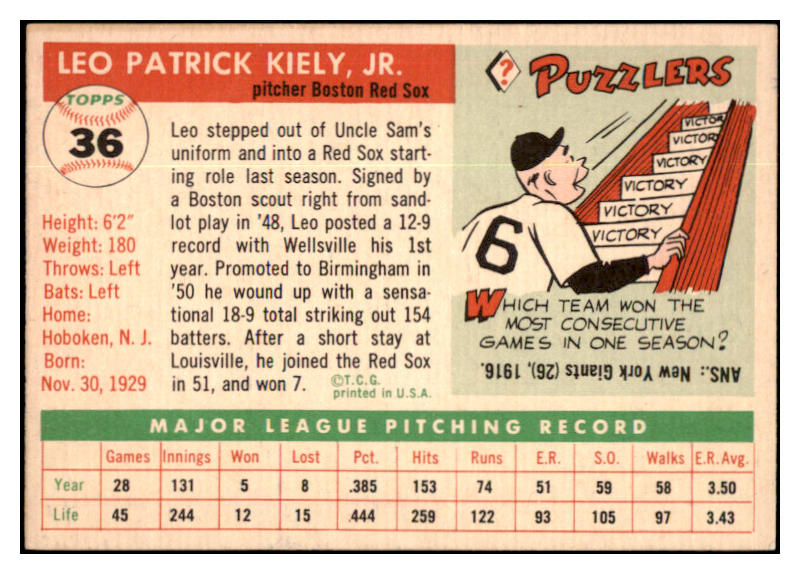 LEO PATRICK KIELY, JR.
pitcher Boston Red Sox
TOPPS
36
Height: 6'2"
Weight: 180
Throws: Left
Bats: Left
Home:
Hoboken, N. J.
Born:
Nov. 30, 1929
Leo stepped out of Uncle Sam's
uniform and into a Red Sox start-
ing role last season. Signed by
a Boston scout right from sand-
lot play in '48, Leo posted a 12-9
record with Wellsville his 1st
year. Promoted to Birmingham in
'50 he wound up with a sensa-
tional 18-9 total striking out 154
batters. After a short stay at
Louisville, he joined the Red Sox
in 51, and won 7.
©T.C.G.
printed in U.S.A.
? PUZZLERS
VICTORY
VICTORY
VICTORY
VICTORY
VICTORY
VICTORY
6
WHICH TEAM WON THE
MOST CONSECUTIVE
GAMES IN ONE SEASON?
ANS.: New York Giants (26), 1916.
MAJOR LEAGUE PITCHING RECORD
Games Innings Won Lost Pct. Hits Runs E.R. S.O. Walks E.R.Avg.
Year 28 131 5 8 .385 153 74 51 59 58 3.50
Life 45 244 12 15 .444 259 122 93 105 97 3.43